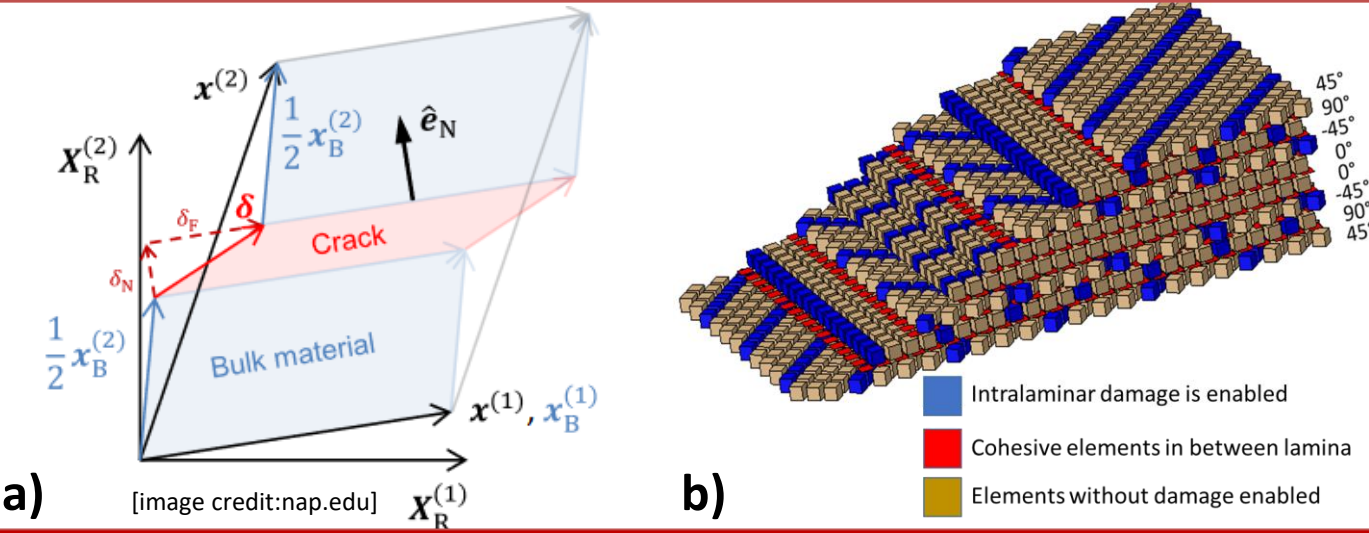 x^(2)
1/2 x_B^(2)
ê_N
X_R^(2)
δ_F
δ
Crack
δ_N
1/2 x_B^(2)
Bulk material
x^(1), x_B^(1)
a)
[image credit:nap.edu]
X_R^(1)
45°
90°
-45°
0°
0°
-45°
90°
45°
Intralaminar damage is enabled
Cohesive elements in between lamina
b)
Elements without damage enabled